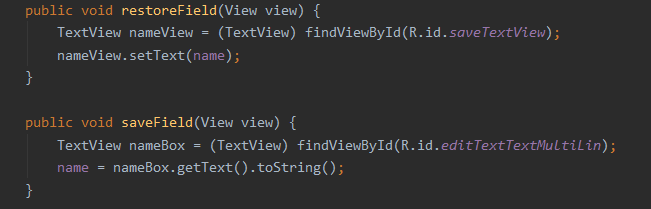 public void restoreField(View view) {
    TextView nameView = (TextView) findViewById(R.id.saveTextView);
    nameView.setText(name);
}
public void saveField(View view) {
    TextView nameBox = (TextView) findViewById(R.id.editTextTextMultiLin);
    name = nameBox.getText().toString();
}